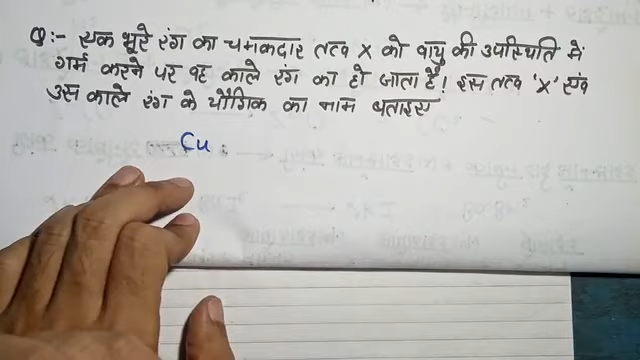 Q:- एक भूरे रंग का चमकदार तत्व X को वायु की उपस्थिति में
गर्म करने पर वह काले रंग का हो जाता है! इस तत्व 'X' एवं
उस काले रंग के यौगिक का नाम बताइए
Cu